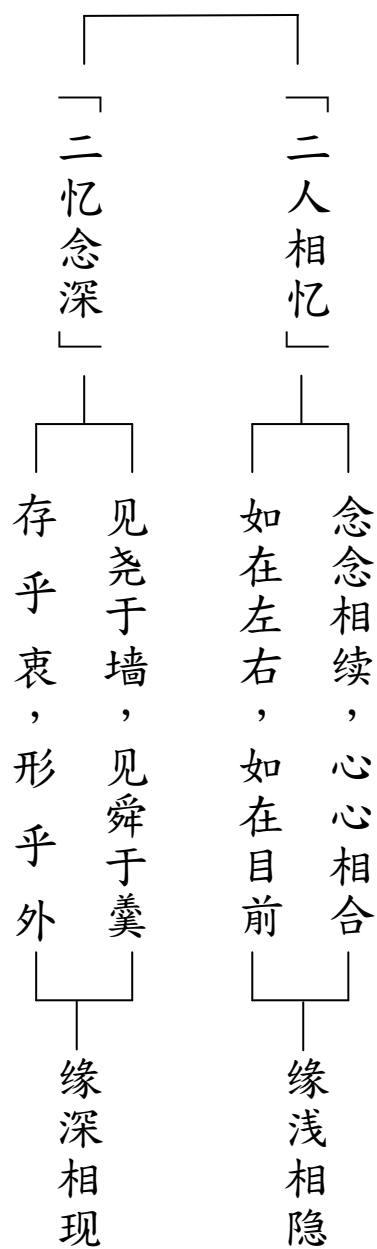 「二人相忆」
念念相续，心心相合
如在左右，如在目前
缘浅相隐
「二忆念深」
见尧于墙，见舜于羹
存乎衷，形乎外
缘深相现